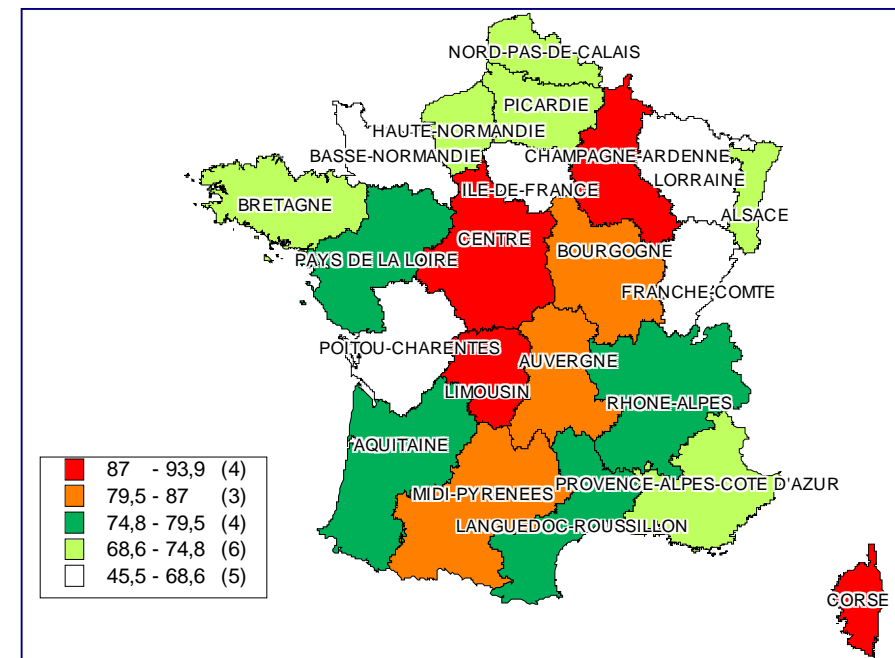 NORD-PAS-DE-CALAIS
PICARDIE
HAUTE-NORMANDIE
BASSE-NORMANDIE
CHAMPAGNE-ARDENNE
LORRAINE
ILE-DE-FRANCE
ALSACE
BRETAGNE
CENTRE
BOURGOGNE
PAYS DE LA LOIRE
FRANCHE-COMTE
POITOU-CHARENTES
AUVERGNE
LIMOUSIN
RHONE-ALPES
AQUITAINE
PROVENCE-ALPES-COTE D'AZUR
MIDI-PYRENEES
LANGUEDOC-ROUSSILLON
CORSE
87 - 93,9 (4)
79,5 - 87 (3)
74,8 - 79,5 (4)
68,6 - 74,8 (6)
45,5 - 68,6 (5)